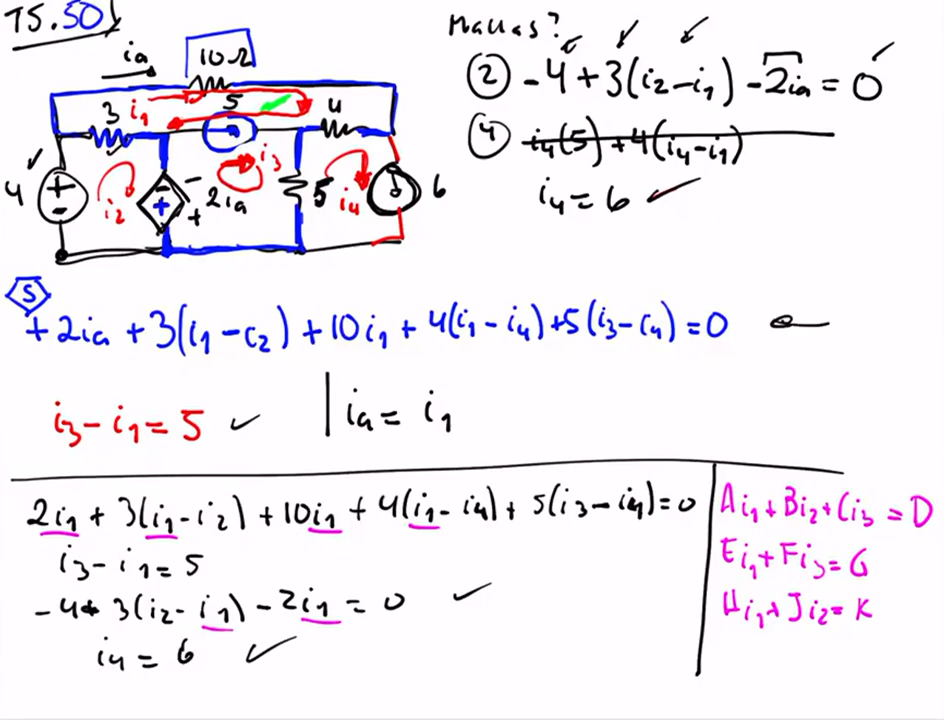 TS.50)
ia
10Ω
3
i1
5
4
4
i2
2ia
i3
5
i4
6
Mallas?
② -4 + 3(i2 - i1) - 2ia = 0
④ i4(5) + 4(i4 - i1)
i4 = 6
S
+ 2ia + 3(i1 - i2) + 10i1 + 4(i1 - i4) + 5(i3 - i4) = 0
i3 - i1 = 5 | ia = i1
2i1 + 3(i1 - i2) + 10i1 + 4(i1 - i4) + 5(i3 - i4) = 0
i3 - i1 = 5
-4 + 3(i2 - i1) - 2i1 = 0
i4 = 6
Ai1 + Bi2 + Ci3 = D
Ei1 + Fi3 = G
Hi1 + Ji2 = K